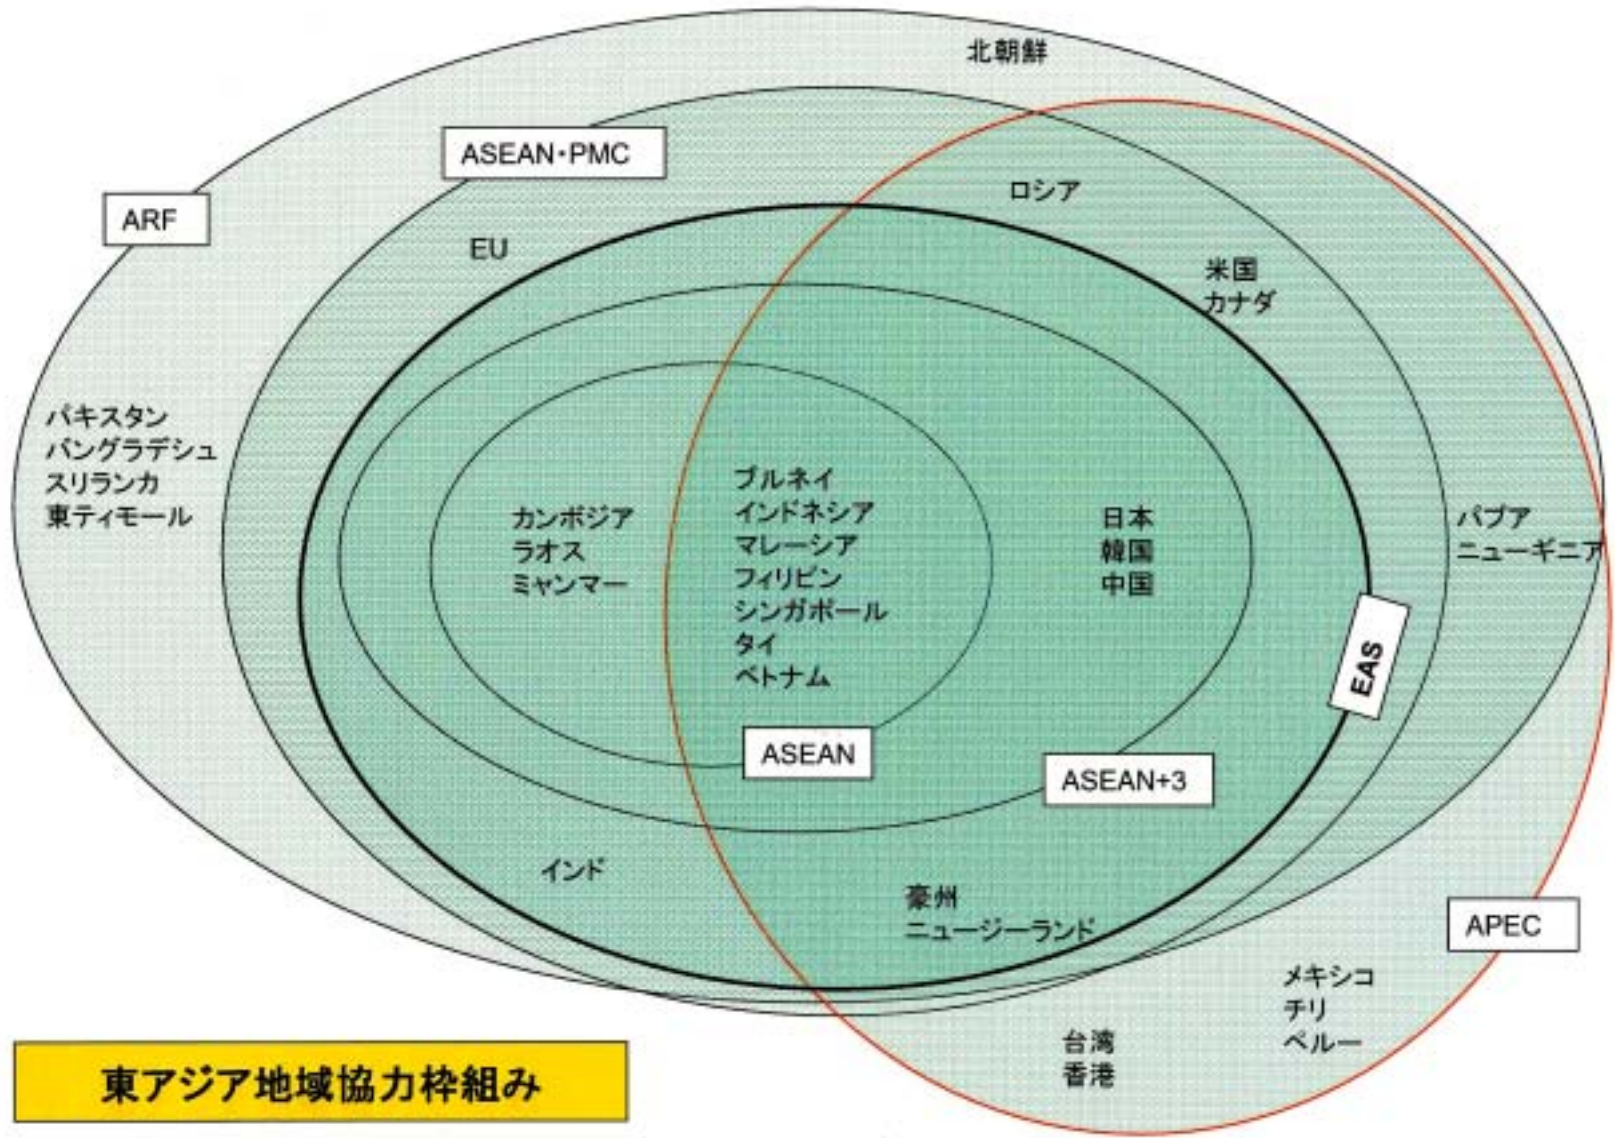 北朝鮮
ASEAN・PMC
ロシア
ARF
EU
米国
カナダ
パキスタン
バングラデシュ
スリランカ
東ティモール
カンボジア
ラオス
ミャンマー
ブルネイ
インドネシア
マレーシア
フィリピン
シンガポール
タイ
ベトナム
日本
韓国
中国
パプア
ニューギニア
EAS
ASEAN
ASEAN+3
インド
豪州
ニュージーランド
APEC
メキシコ
チリ
ペルー
台湾
香港
東アジア地域協力枠組み